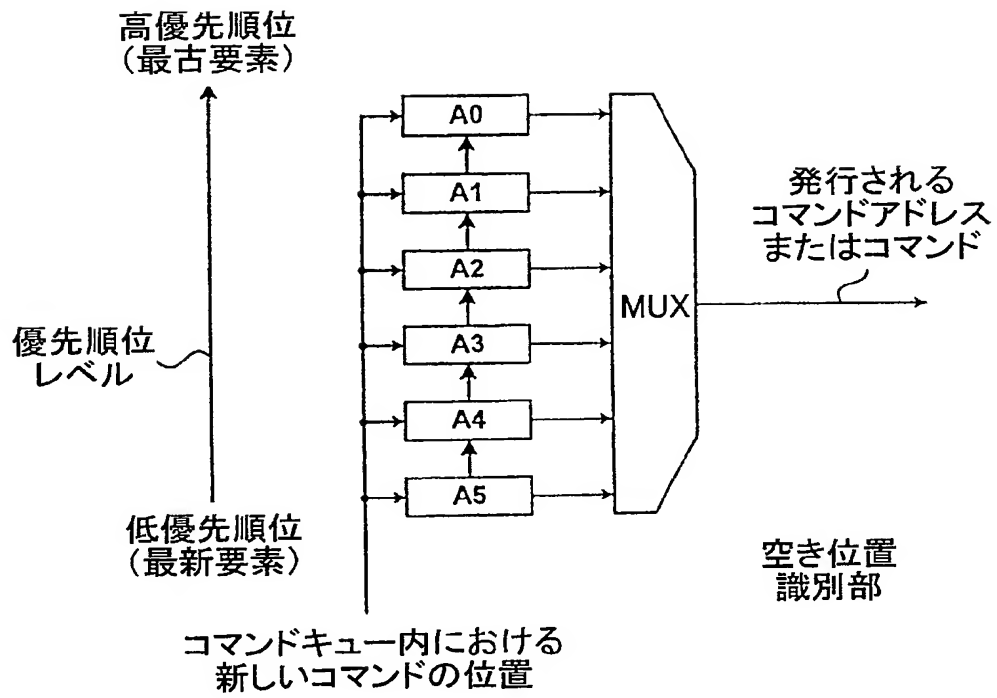 高優先順位
(最古要素)
A0
A1
A2
A3
A4
A5
MUX
発行される
コマンドアドレス
またはコマンド
優先順位
レベル
低優先順位
(最新要素)
空き位置
識別部
コマンドキュー内における
新しいコマンドの位置